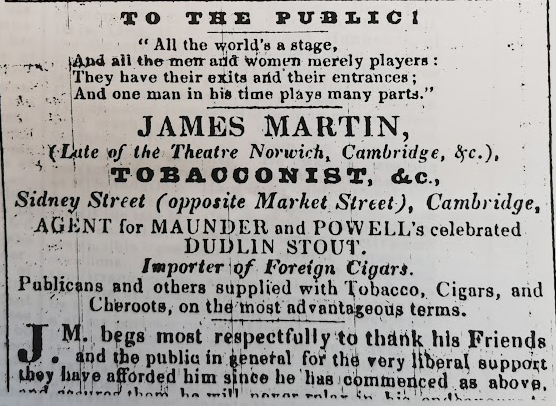 TO THE PUBLIC!
"All the world's a stage,
And all the men and women merely players:
They have their exits and their entrances;
And one man in his time plays many parts."
JAMES MARTIN,
(Late of the Theatre Norwich, Cambridge, &c.),
TOBACCONIST, &c.,
Sidney Street (opposite Market Street), Cambridge,
AGENT for MAUNDER and POWELL's celebrated
DUDLIN STOUT.
Importer of Foreign Cigars.
Publicans and others supplied with Tobacco, Cigars, and
Cheroots, on the most advantageous terms.
J. M. begs most respectfully to thank his Friends
and the public in general for the very liberal support
they have afforded him since he has commenced as above,